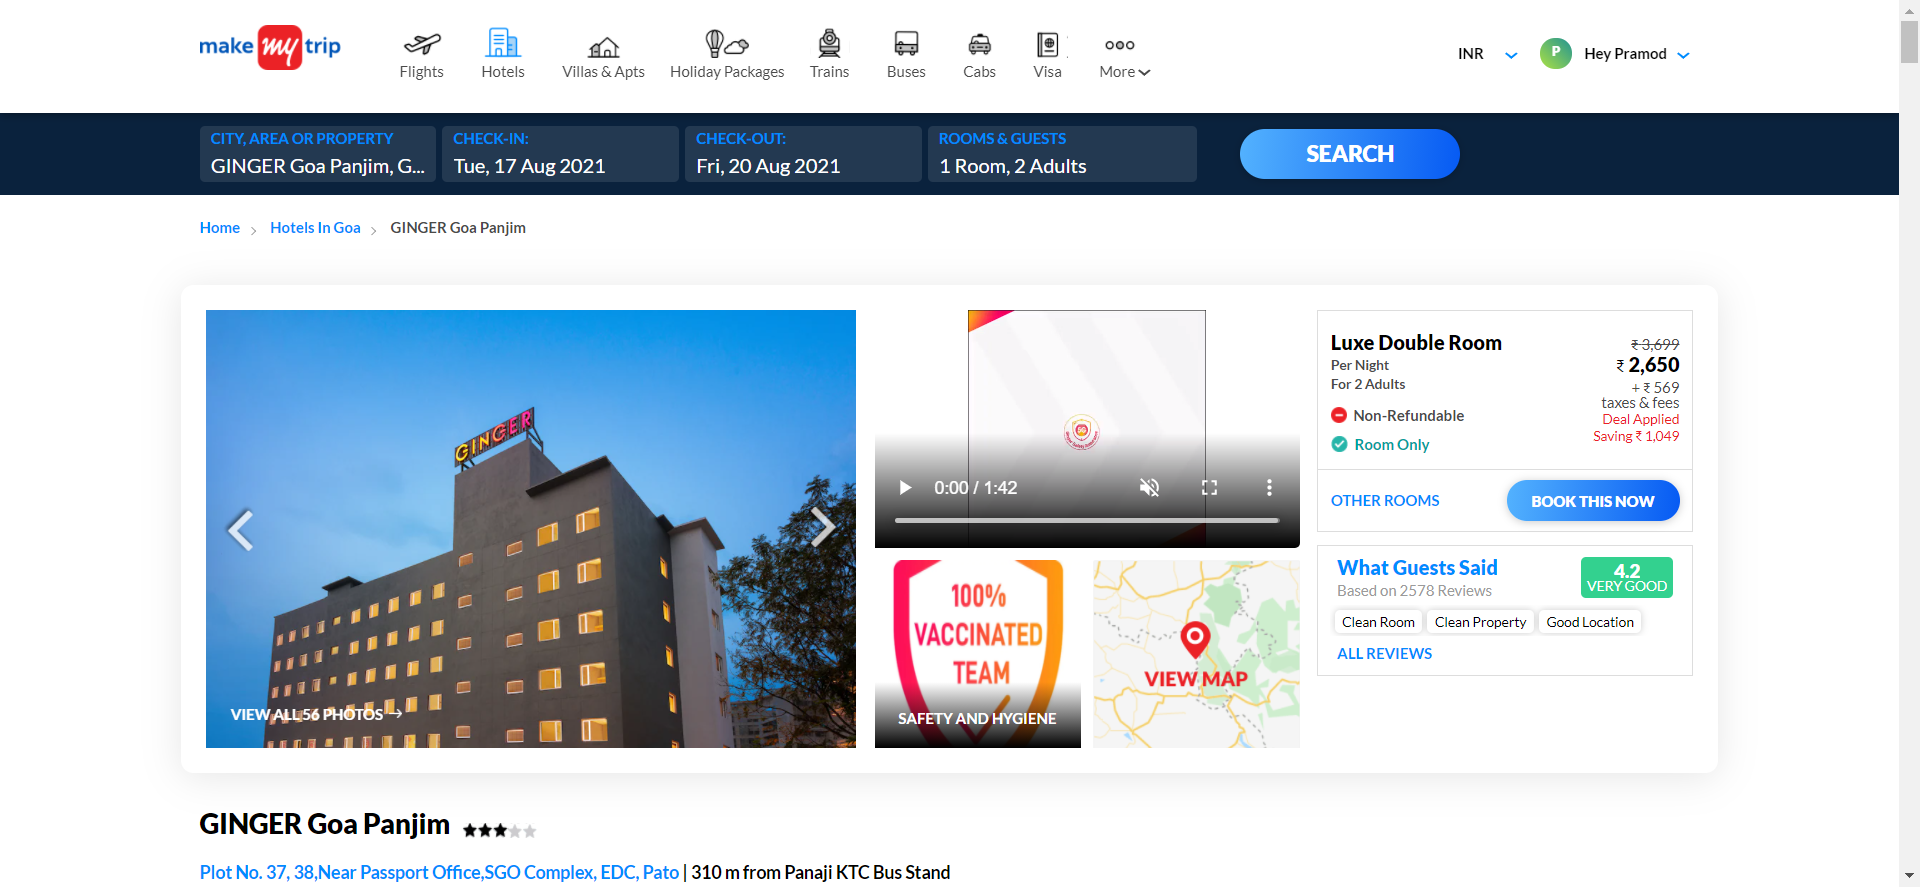 make my trip
Flights
Hotels
Villas & Apts
Holiday Packages
Trains
Buses
Cabs
Visa
More
INR
P
Hey Pramod
CITY, AREA OR PROPERTY
GINGER Goa Panjim, G...
CHECK-IN:
Tue, 17 Aug 2021
CHECK-OUT:
Fri, 20 Aug 2021
ROOMS & GUESTS
1 Room, 2 Adults
SEARCH
Home
Hotels In Goa
GINGER Goa Panjim
GINGER
VIEW ALL 56 PHOTOS
0:00 / 1:42
100%
VACCINATED
TEAM
SAFETY AND HYGIENE
VIEW MAP
Luxe Double Room
Per Night
For 2 Adults
Non-Refundable
Room Only
₹ 3,699
₹ 2,650
+ ₹ 569
taxes & fees
Deal Applied
Saving ₹ 1,049
OTHER ROOMS
BOOK THIS NOW
What Guests Said
Based on 2578 Reviews
4.2
VERY GOOD
Clean Room
Clean Property
Good Location
ALL REVIEWS
GINGER Goa Panjim
Plot No. 37, 38,Near Passport Office,SGO Complex, EDC, Pato | 310 m from Panaji KTC Bus Stand